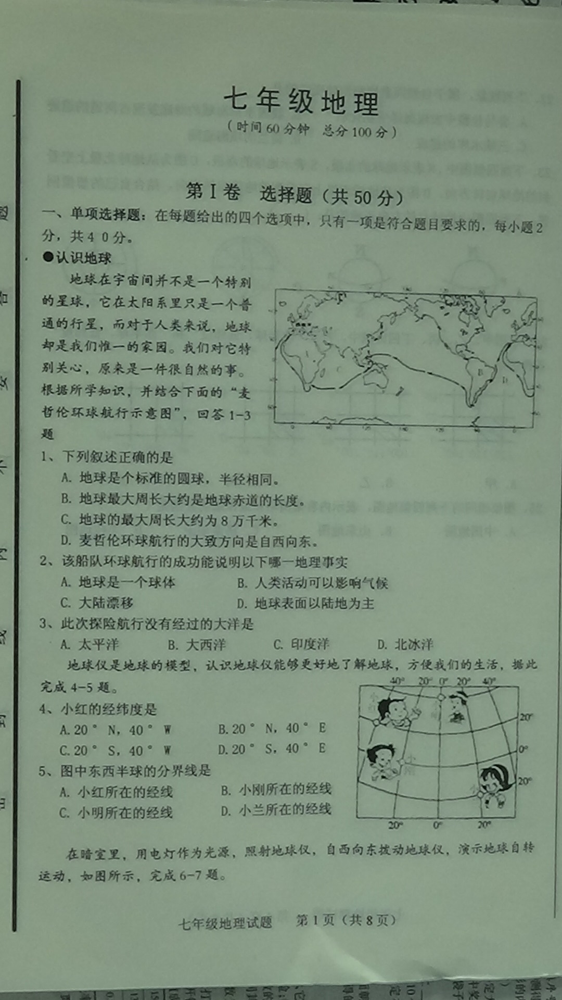 七年级地理
（时间60分钟　总分100分）
第Ⅰ卷　选择题（共50分）
一、单项选择题：在每题给出的四个选项中，只有一项是符合题目要求的，每小题2
分，共40分。
●认识地球
地球在宇宙间并不是一个特别
的星球，它在太阳系里只是一个普
通的行星，而对于人类来说，地球
却是我们惟一的家园。我们对它特
别关心，原来是一件很自然的事。
根据所学知识，并结合下面的“麦
哲伦环球航行示意图”，回答1-3
题
1、下列叙述正确的是
A. 地球是个标准的圆球，半径相同。
B. 地球最大周长大约是地球赤道的长度。
C. 地球的最大周长大约为8万千米。
D. 麦哲伦环球航行的大致方向是自西向东。
2、该船队环球航行的成功能说明以下哪一地理事实
A. 地球是一个球体　B. 人类活动可以影响气候
C. 大陆漂移　D. 地球表面以陆地为主
3、此次探险航行没有经过的大洋是
A. 太平洋　B. 大西洋　C. 印度洋　D. 北冰洋
地球仪是地球的模型，认识地球仪能够更好地了解地球，方便我们的生活，据此
完成4-5题。
40° 20° 0° 20° 40°
4、小红的经纬度是
20°
A.20° N，40° W　B.20° N，40° E
C.20° S，40° W　D.20° S，40° E
0°
5、图中东西半球的分界线是
20°
A. 小红所在的经线　B. 小刚所在的经线
C. 小明所在的经线　D. 小兰所在的经线
20° 0° 20°
在暗室里，用电灯作为光源，照射地球仪，自西向东拨动地球仪，演示地球自转
运动，如图所示，完成6-7题。
七年级地理试题　第1页（共8页）